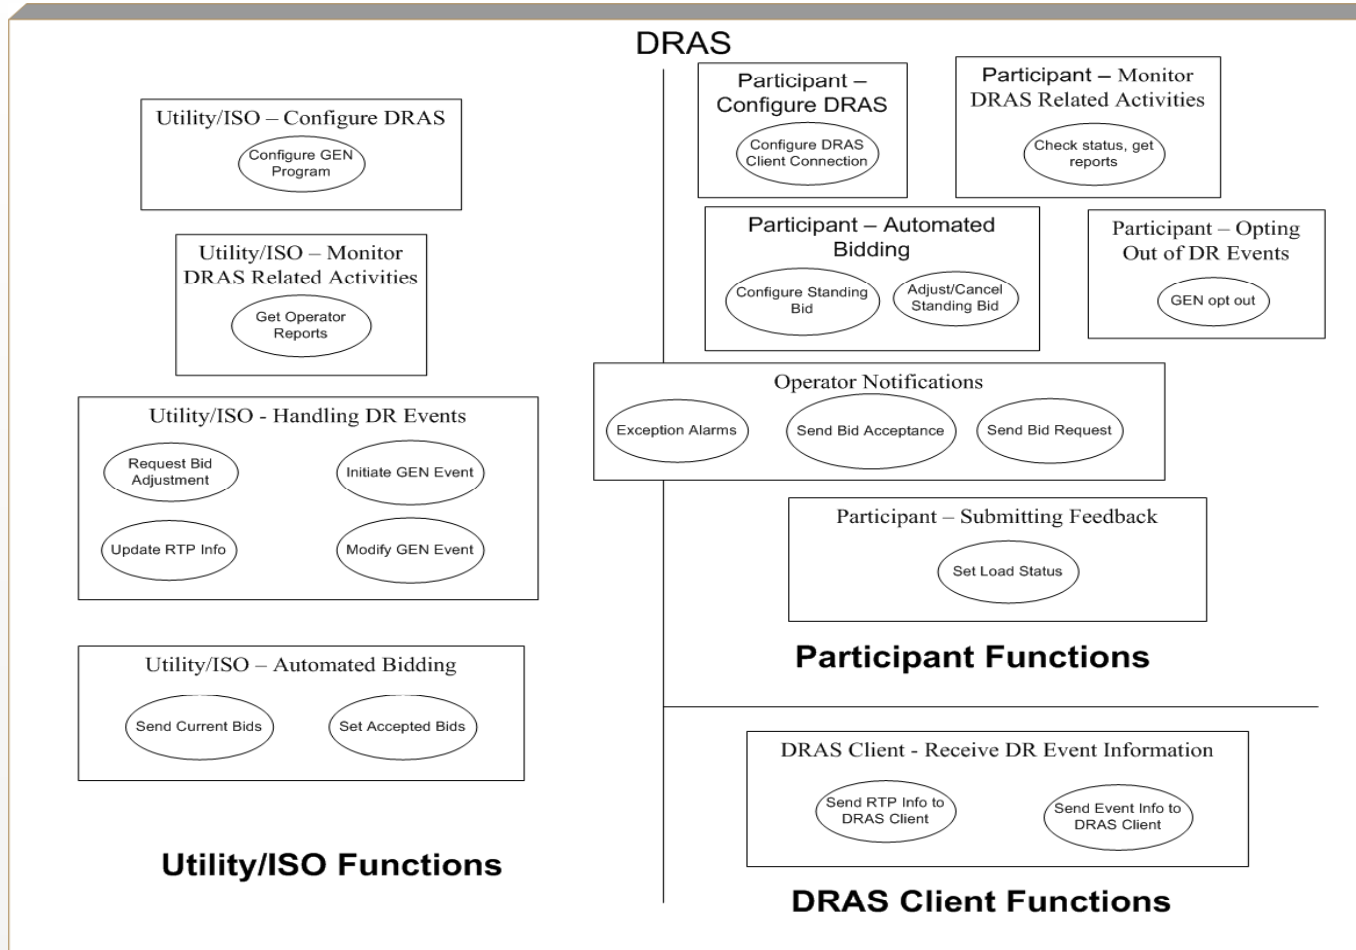 DRAS
Utility/ISO – Configure DRAS
Configure GEN
Program
Utility/ISO – Monitor
DRAS Related Activities
Get Operator
Reports
Utility/ISO - Handling DR Events
Request Bid
Adjustment
Initiate GEN Event
Update RTP Info
Modify GEN Event
Utility/ISO – Automated Bidding
Send Current Bids
Set Accepted Bids
Utility/ISO Functions
Participant –
Configure DRAS
Configure DRAS
Client Connection
Participant – Monitor
DRAS Related Activities
Check status, get
reports
Participant – Automated
Bidding
Configure Standing
Bid
Adjust/Cancel
Standing Bid
Participant – Opting
Out of DR Events
GEN opt out
Operator Notifications
Exception Alarms
Send Bid Acceptance
Send Bid Request
Participant – Submitting Feedback
Set Load Status
Participant Functions
DRAS Client - Receive DR Event Information
Send RTP Info to
DRAS Client
Send Event Info to
DRAS Client
DRAS Client Functions